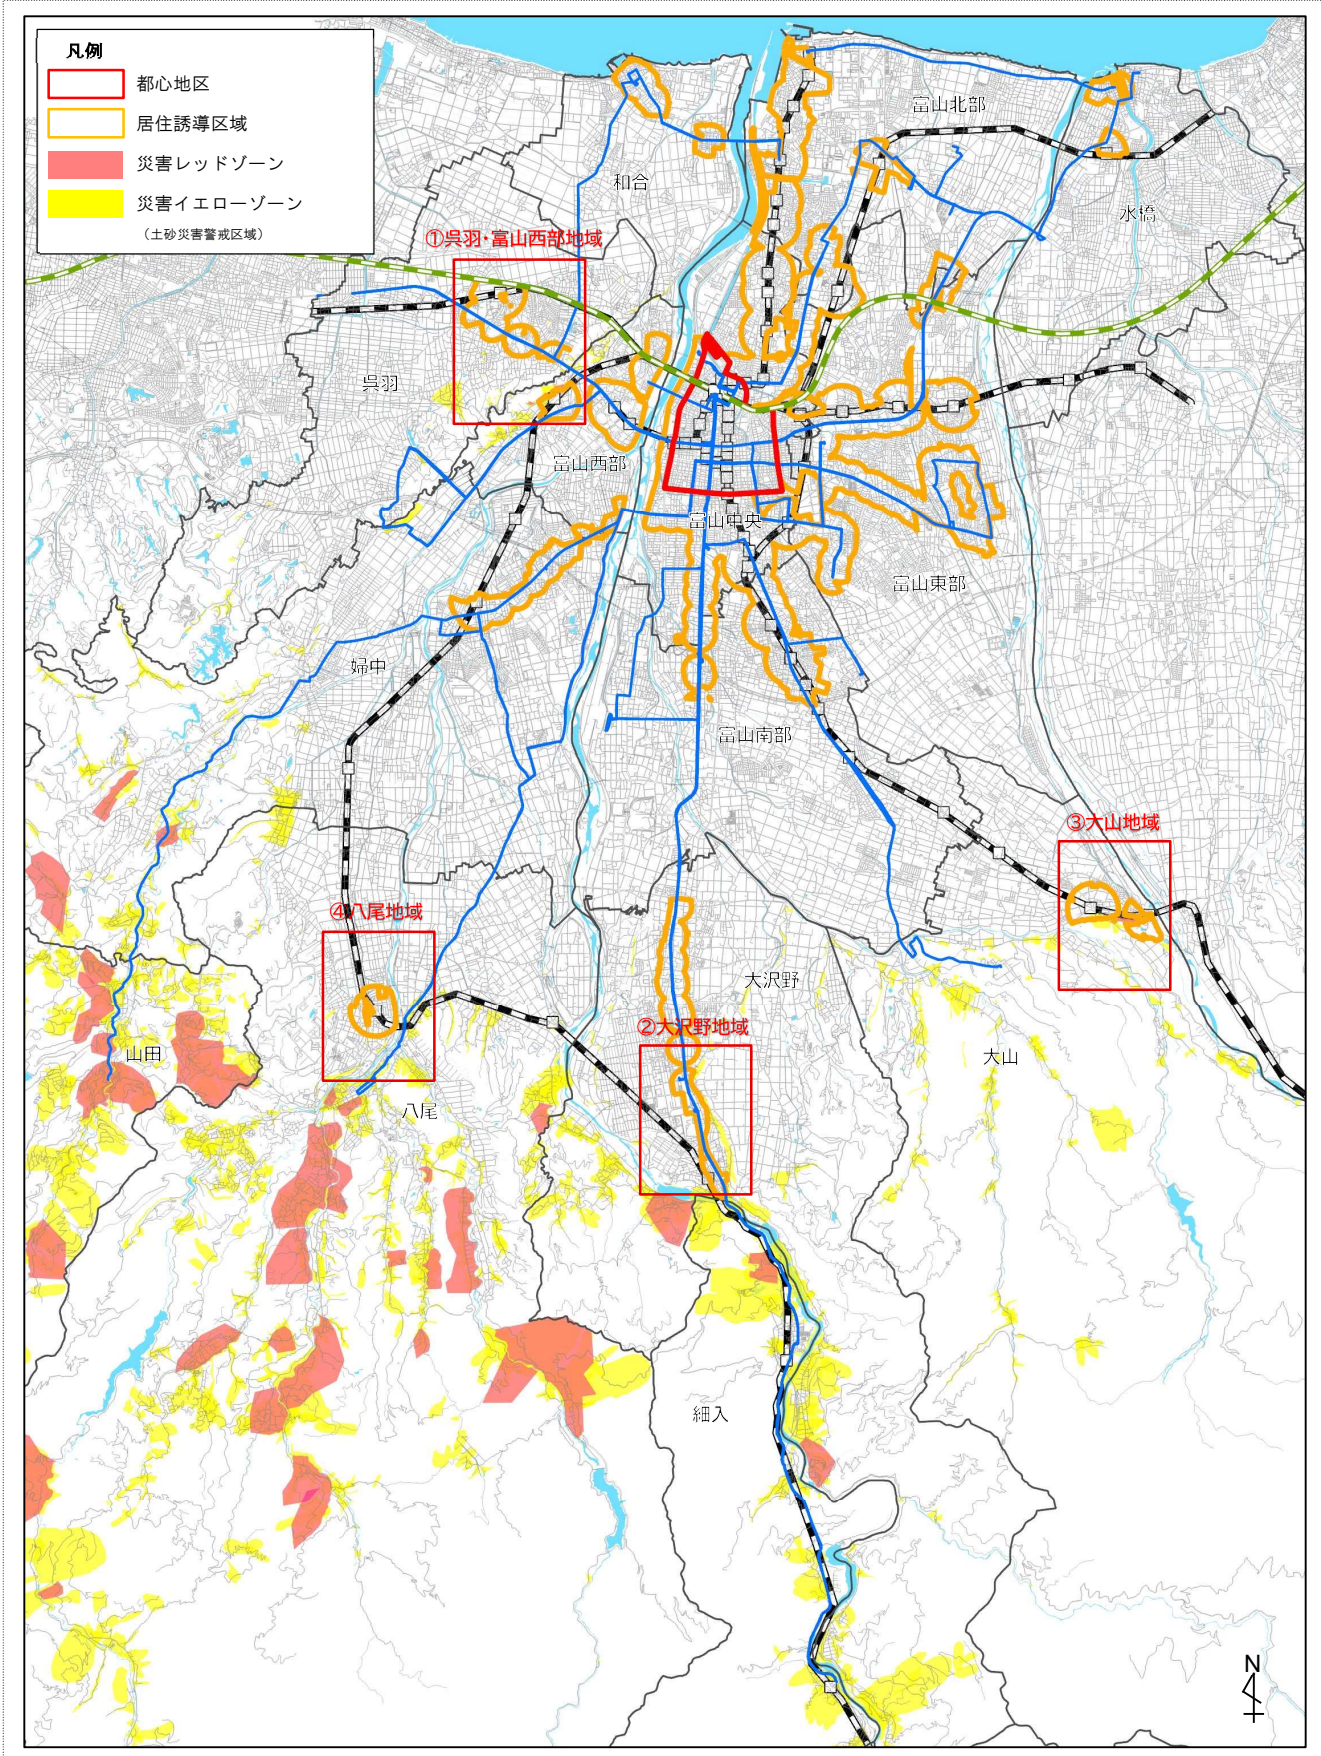 凡例
都心地区
居住誘導区域
災害レッドゾーン
災害イエローゾーン
（土砂災害警戒区域）
富山北部
和合
水橋
①呉羽・富山西部地域
呉羽
富山西部
富山中央
富山東部
婦中
富山南部
③大山地域
④八尾地域
大沢野
②大沢野地域
山田
大山
八尾
細入
N